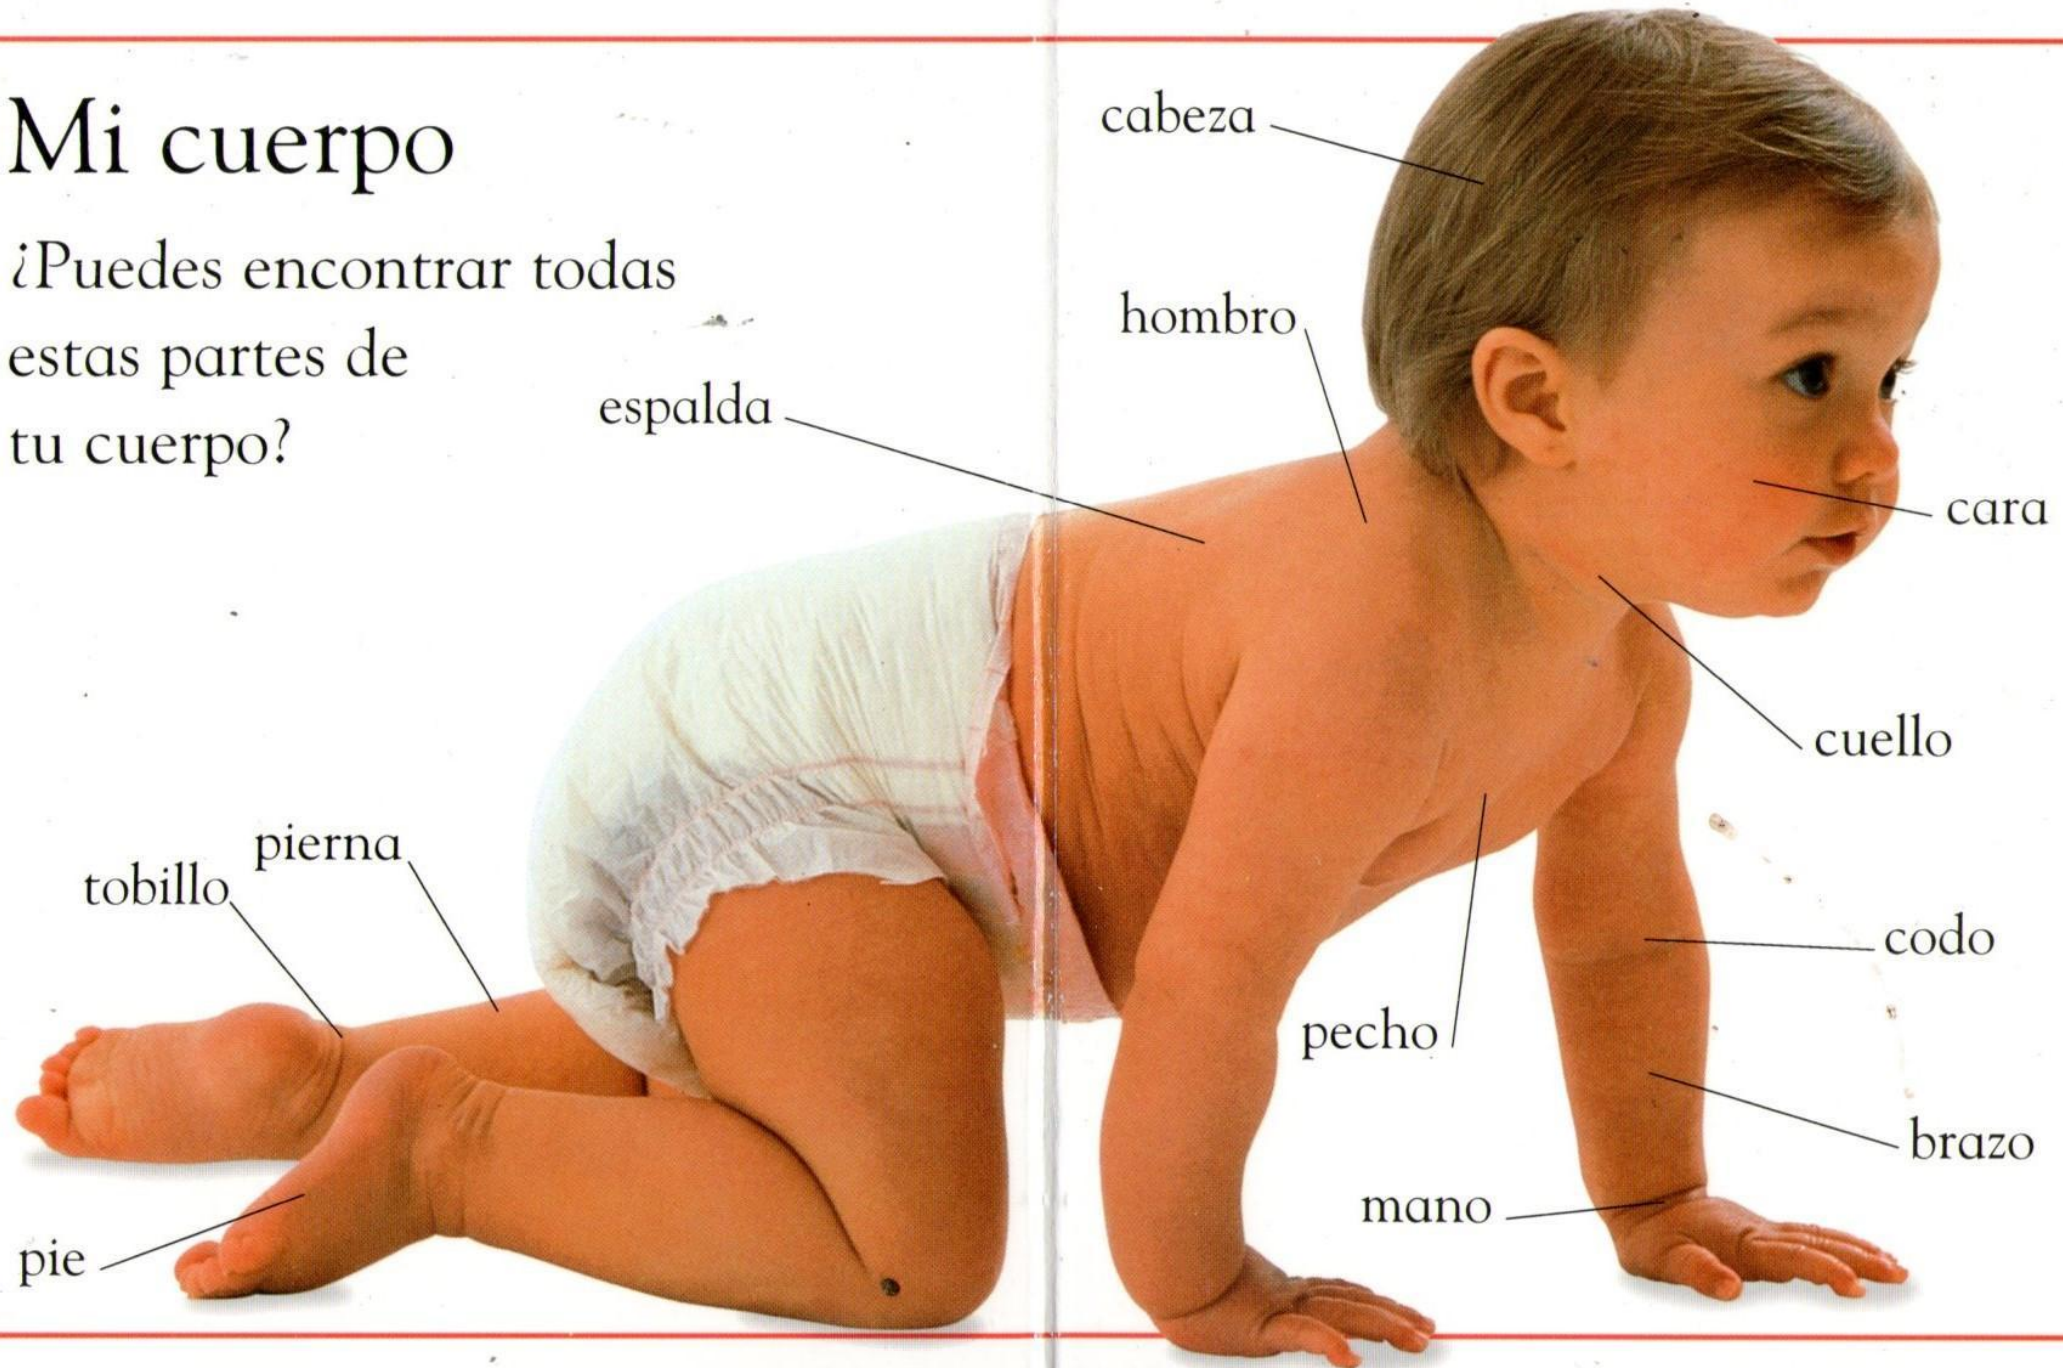 Mi cuerpo
¿Puedes encontrar todas
estas partes de
tu cuerpo?
cabeza
hombro
espalda
cara
cuello
pierna
tobillo
codo
pecho
brazo
mano
pie